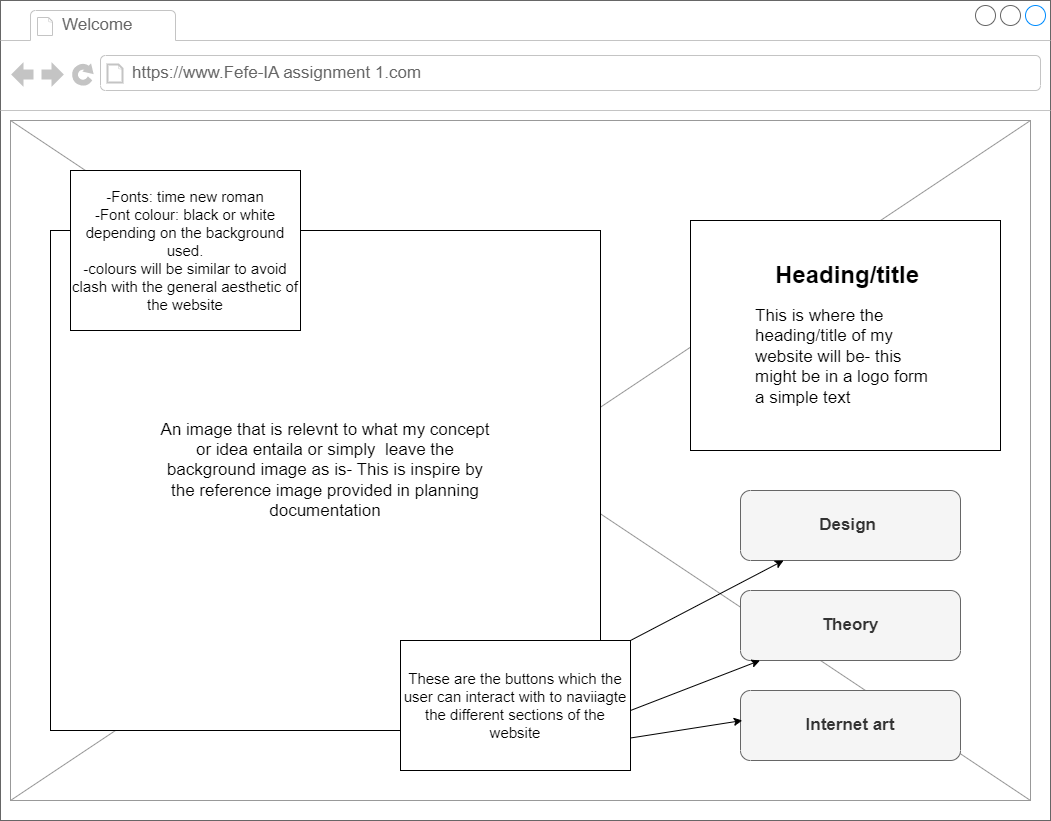 Welcome
https://www.Fefe-IA assignment 1.com
-Fonts: time new roman
-Font colour: black or white
depending on the background
used.
-colours will be similar to avoid
clash with the general aesthetic of
the website
Heading/title
This is where the
heading/title of my
website will be- this
might be in a logo form
a simple text
An image that is relevnt to what my concept
or idea entaila or simply  leave the
background image as is- This is inspire by
the reference image provided in planning
documentation
Design
Theory
Internet art
These are the buttons which the
user can interact with to naviiagte
the different sections of the
website